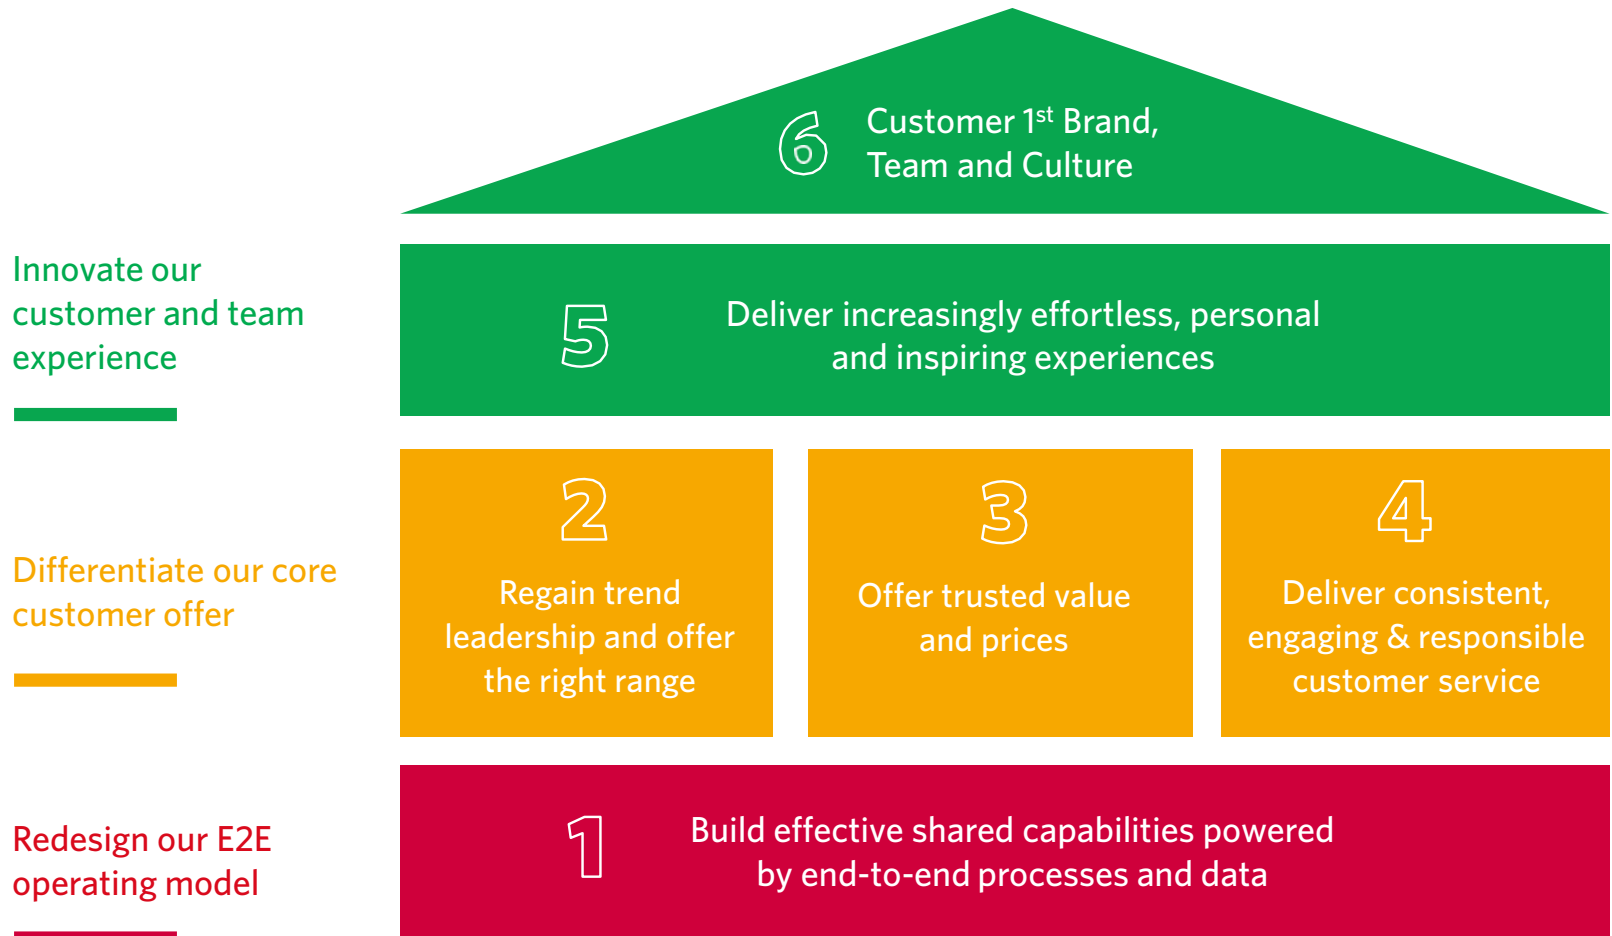 6
Customer 1st Brand,
Team and Culture
Innovate our
customer and team
experience
5
Deliver increasingly effortless, personal
and inspiring experiences
Differentiate our core
customer offer
2
Regain trend
leadership and offer
the right range
3
Offer trusted value
and prices
4
Deliver consistent,
engaging & responsible
customer service
Redesign our E2E
operating model
1
Build effective shared capabilities powered
by end-to-end processes and data